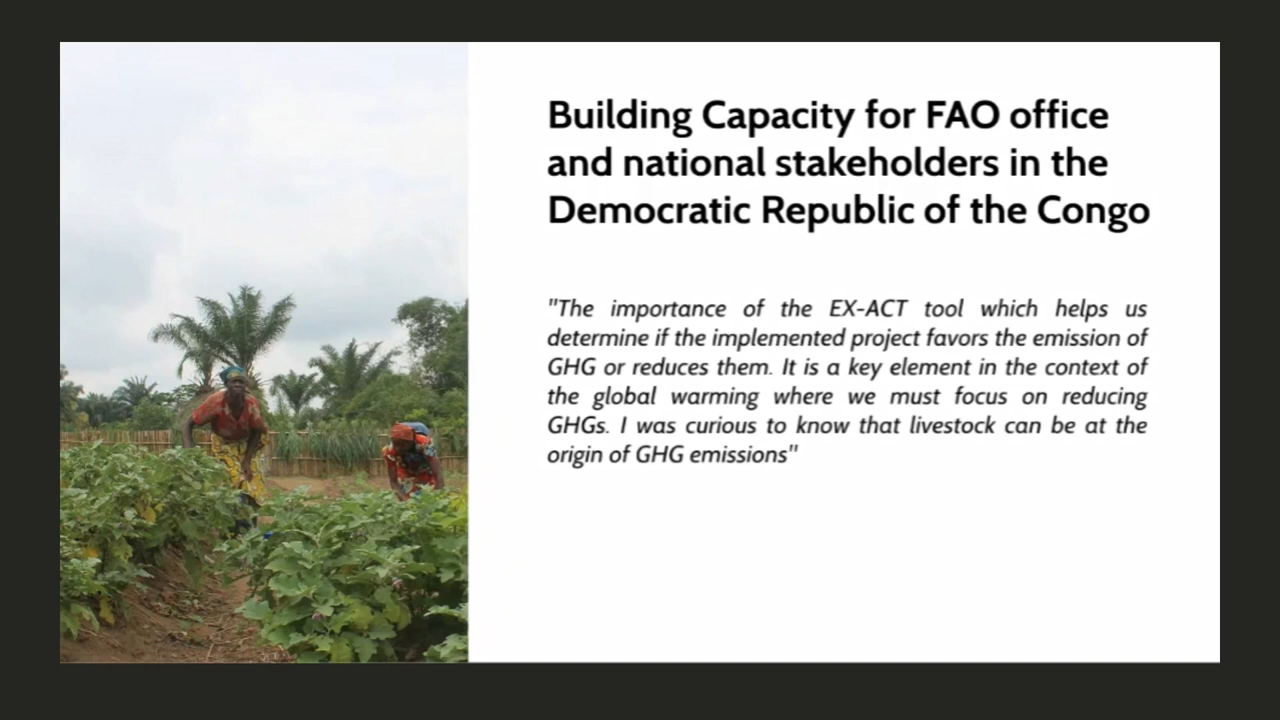 Building Capacity for FAO office
and national stakeholders in the
Democratic Republic of the Congo
"The importance of the EX-ACT tool which helps us
determine if the implemented project favors the emission of
GHG or reduces them. It is a key element in the context of
the global warming where we must focus on reducing
GHGs. I was curious to know that livestock can be at the
origin of GHG emissions"